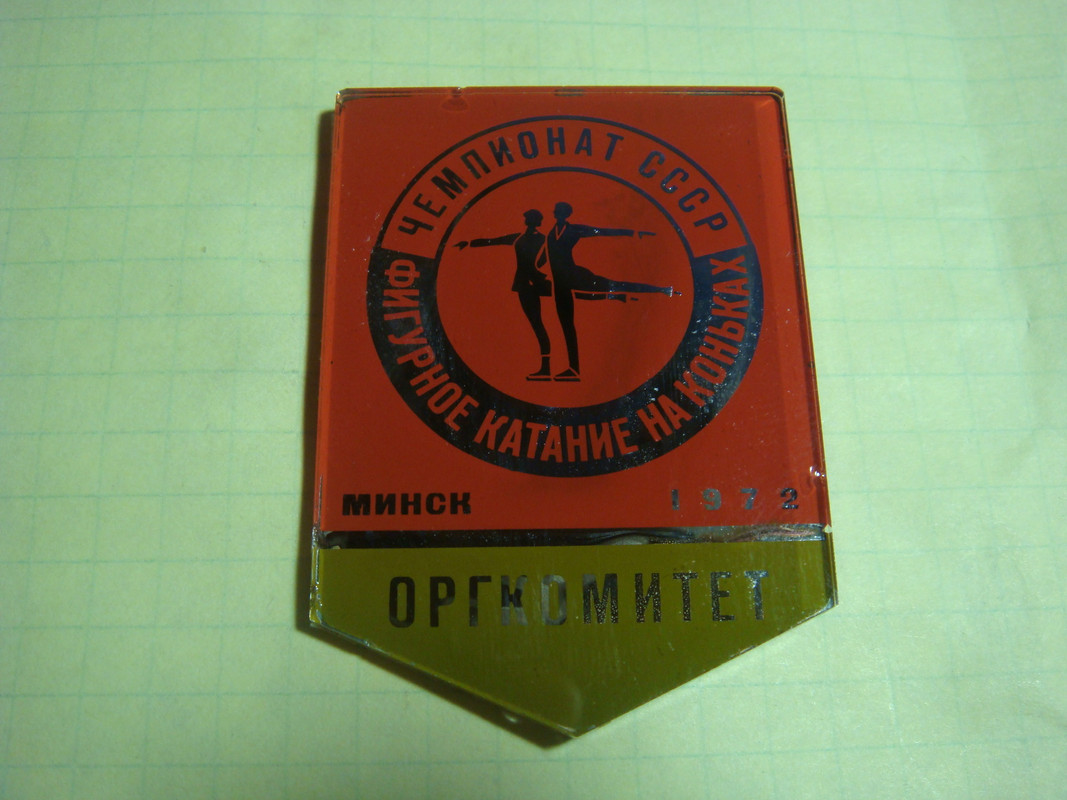 ЧЕМПИОНАТ СССР
ФИГУРНОЕ КАТАНИЕ НА КОНЬКАХ
МИНСК 1972
ОРГКОМИТЕТ